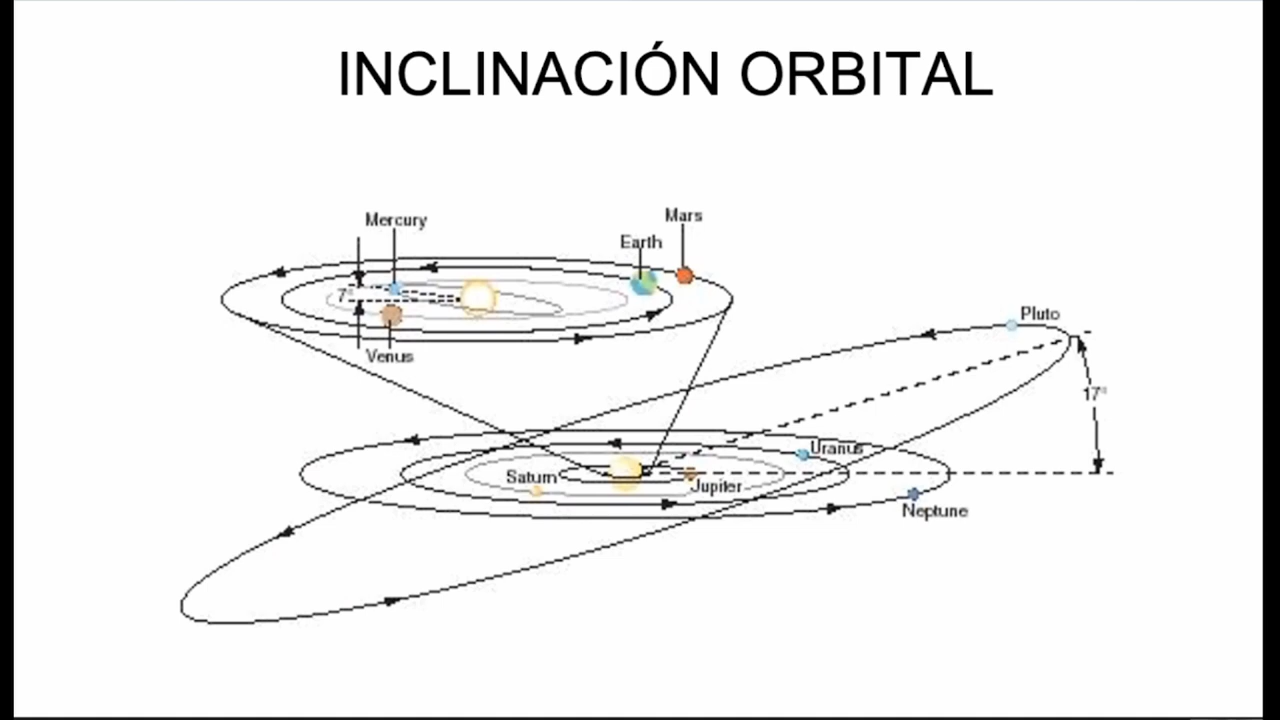 INCLINACIÓN ORBITAL
Mercury
Mars
Earth
7°
Venus
Pluto
17°
Uranus
Saturn
Jupiter
Neptune